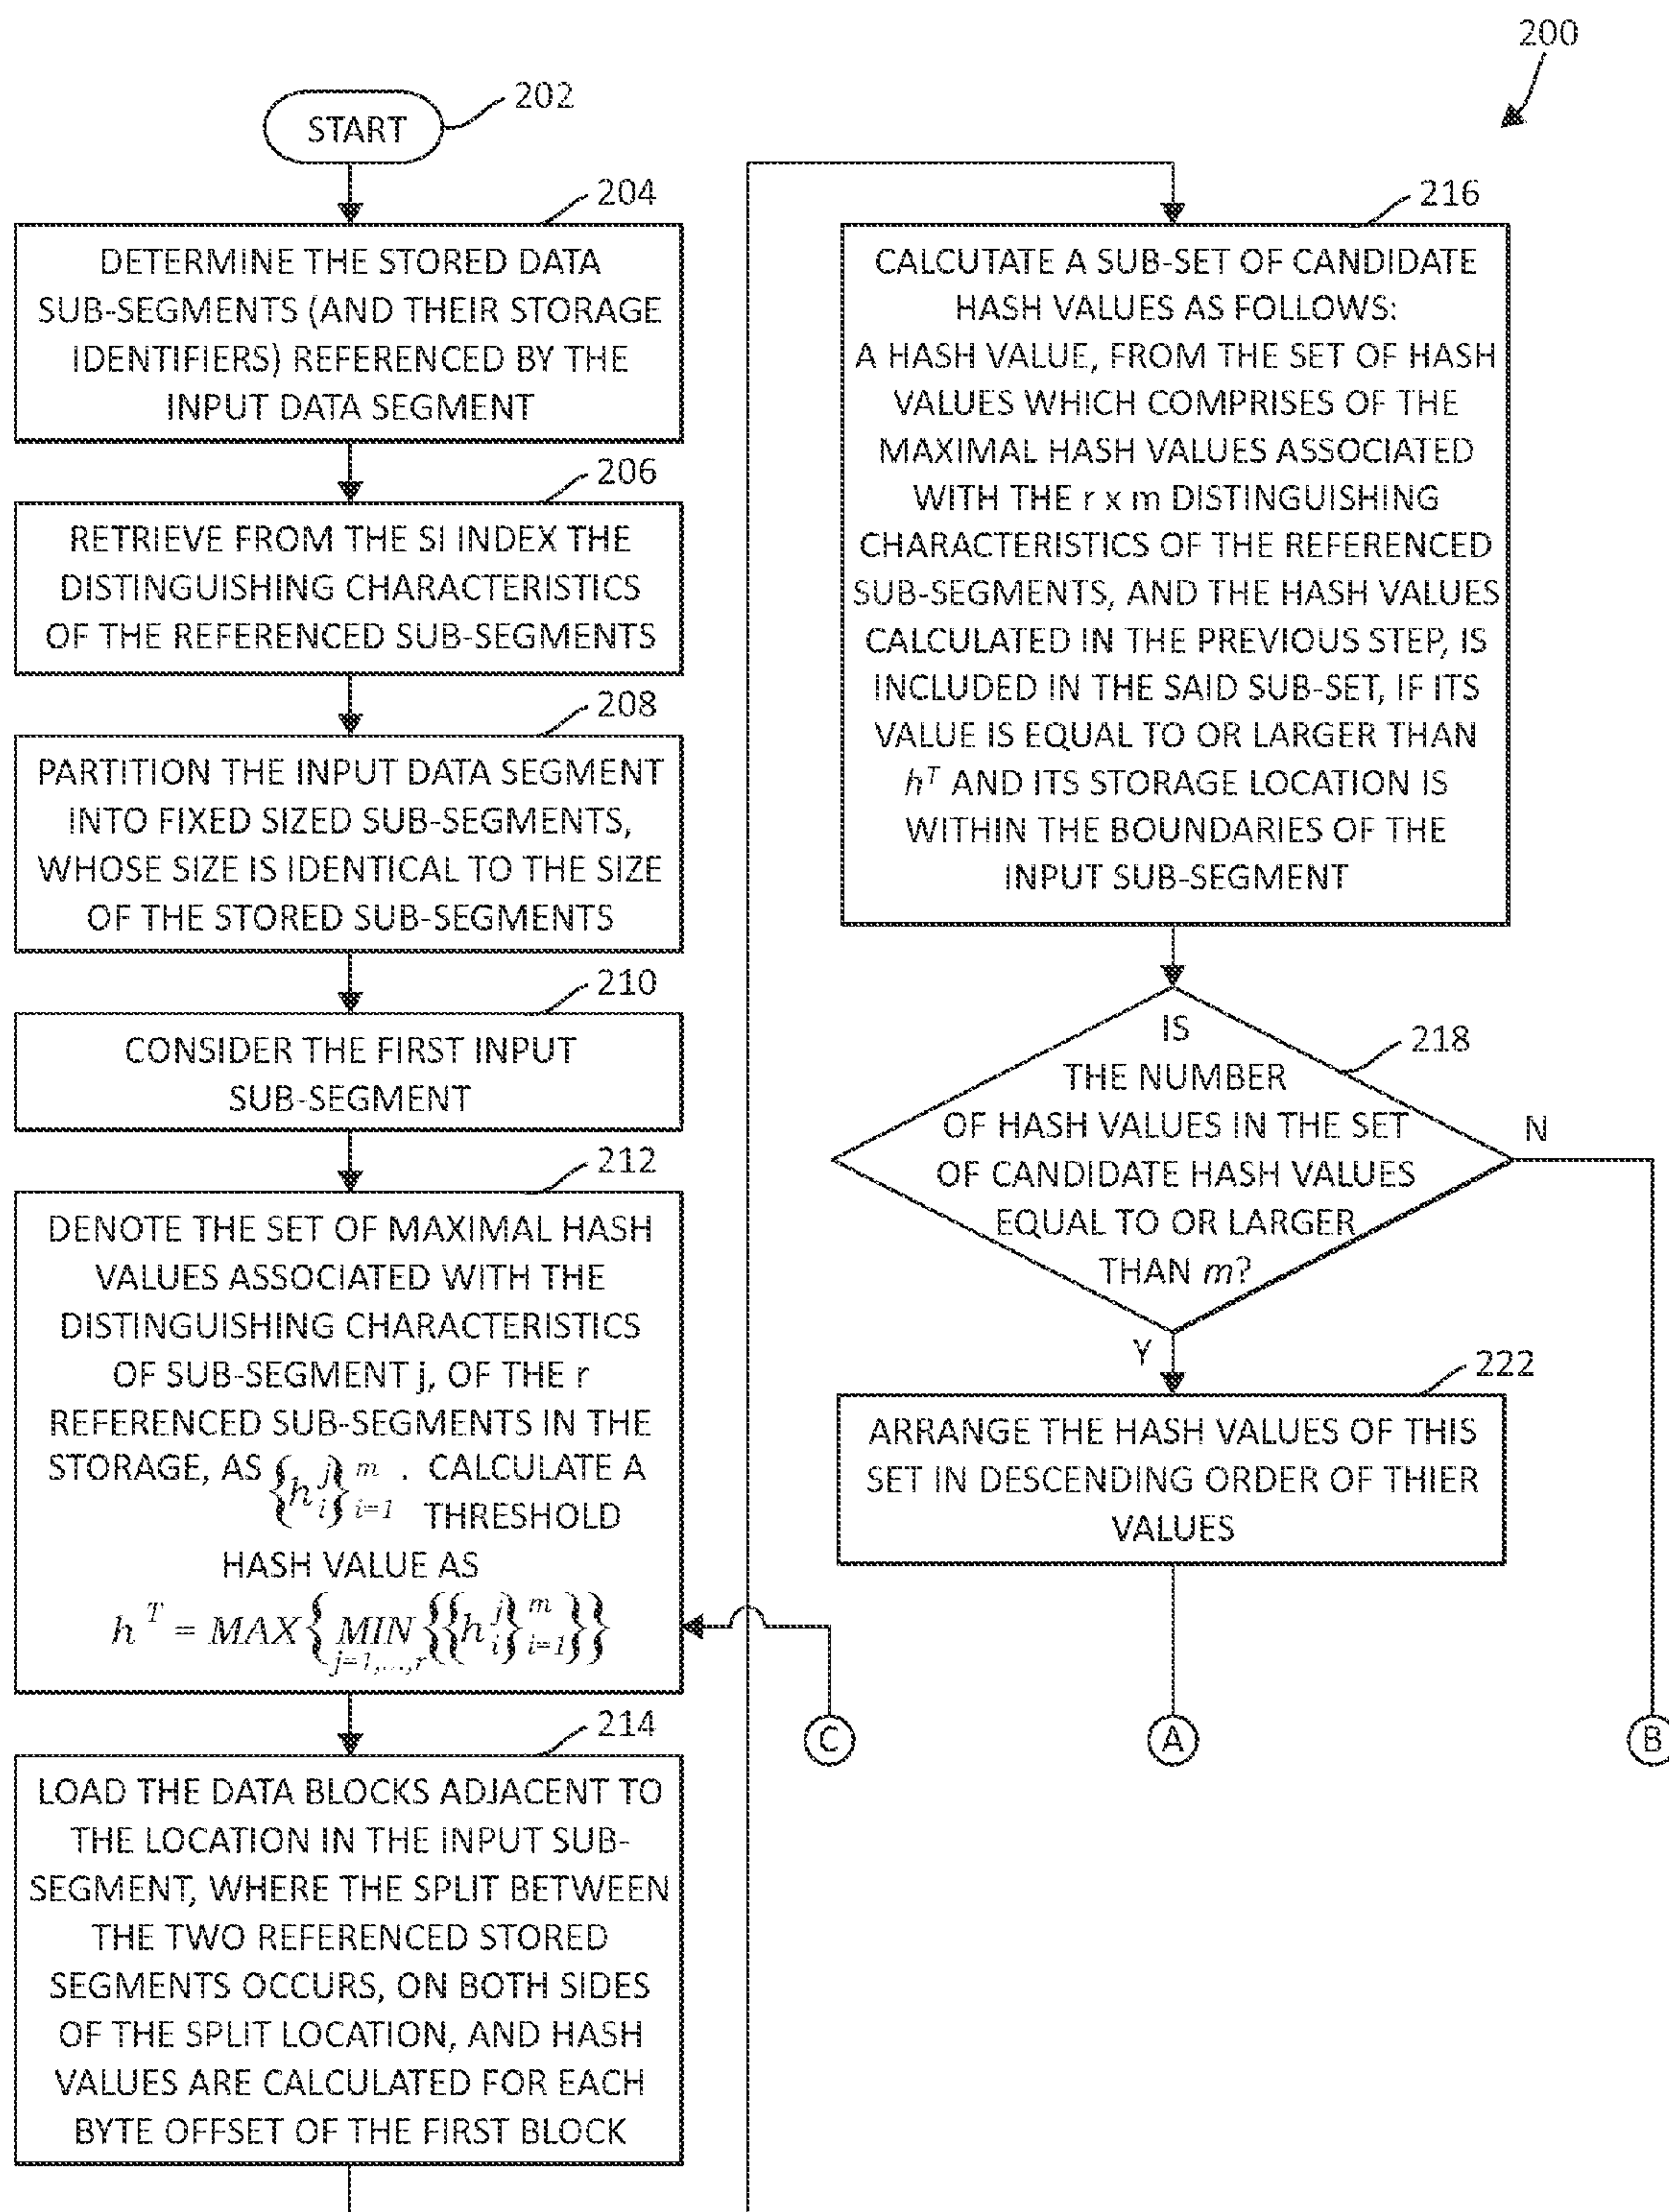 200
START
202
204
DETERMINE THE STORED DATA
SUB-SEGMENTS (AND THEIR STORAGE
IDENTIFIERS) REFERENCED BY THE
INPUT DATA SEGMENT
206
RETRIEVE FROM THE SI INDEX THE
DISTINGUISHING CHARACTERISTICS
OF THE REFERENCED SUB-SEGMENTS
208
PARTITION THE INPUT DATA SEGMENT
INTO FIXED SIZED SUB-SEGMENTS,
WHOSE SIZE IS IDENTICAL TO THE SIZE
OF THE STORED SUB-SEGMENTS
210
CONSIDER THE FIRST INPUT
SUB-SEGMENT
212
DENOTE THE SET OF MAXIMAL HASH
VALUES ASSOCIATED WITH THE
DISTINGUISHING CHARACTERISTICS
OF SUB-SEGMENT j, OF THE r
REFERENCED SUB-SEGMENTS IN THE
STORAGE, AS {h_i^j}_{i=1}^m . CALCULATE A
THRESHOLD
HASH VALUE AS
h^T = MAX{MIN_{j=1,...,r}{{h_i^j}_{i=1}^m}}
214
LOAD THE DATA BLOCKS ADJACENT TO
THE LOCATION IN THE INPUT SUB-
SEGMENT, WHERE THE SPLIT BETWEEN
THE TWO REFERENCED STORED
SEGMENTS OCCURS, ON BOTH SIDES
OF THE SPLIT LOCATION, AND HASH
VALUES ARE CALCULATED FOR EACH
BYTE OFFSET OF THE FIRST BLOCK
216
CALCUTATE A SUB-SET OF CANDIDATE
HASH VALUES AS FOLLOWS:
A HASH VALUE, FROM THE SET OF HASH
VALUES WHICH COMPRISES OF THE
MAXIMAL HASH VALUES ASSOCIATED
WITH THE r x m DISTINGUISHING
CHARACTERISTICS OF THE REFERENCED
SUB-SEGMENTS, AND THE HASH VALUES
CALCULATED IN THE PREVIOUS STEP, IS
INCLUDED IN THE SAID SUB-SET, IF ITS
VALUE IS EQUAL TO OR LARGER THAN
h^T AND ITS STORAGE LOCATION IS
WITHIN THE BOUNDARIES OF THE
INPUT SUB-SEGMENT
218
IS
THE NUMBER
OF HASH VALUES IN THE SET
OF CANDIDATE HASH VALUES
EQUAL TO OR LARGER
THAN m?
N
Y
222
ARRANGE THE HASH VALUES OF THIS
SET IN DESCENDING ORDER OF THIER
VALUES
C
A
B